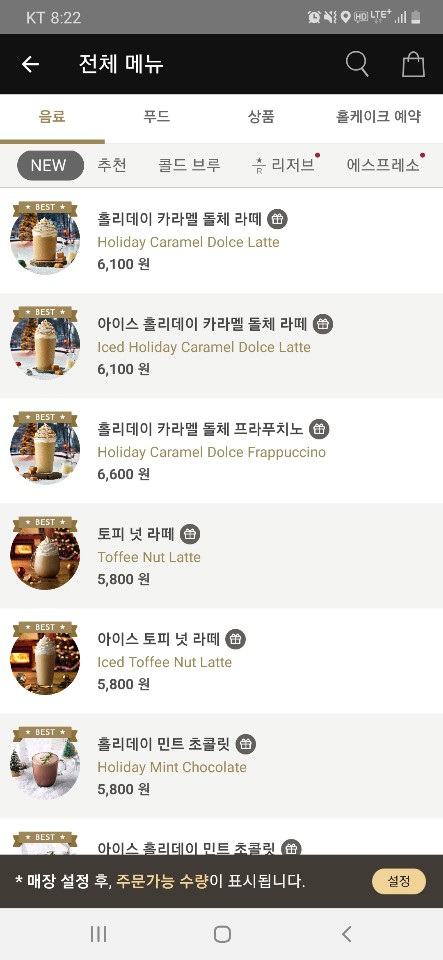 KT 8:22
HD LTE+
전체 메뉴
음료 푸드 상품 홀케이크 예약
NEW 추천 콜드 브루 ★R 리저브 에스프레소
★ BEST ★
홀리데이 카라멜 돌체 라떼
Holiday Caramel Dolce Latte
6,100 원
★ BEST ★
아이스 홀리데이 카라멜 돌체 라떼
Iced Holiday Caramel Dolce Latte
6,100 원
★ BEST ★
홀리데이 카라멜 돌체 프라푸치노
Holiday Caramel Dolce Frappuccino
6,600 원
★ BEST ★
토피 넛 라떼
Toffee Nut Latte
5,800 원
★ BEST ★
아이스 토피 넛 라떼
Iced Toffee Nut Latte
5,800 원
★ BEST ★
홀리데이 민트 초콜릿
Holiday Mint Chocolate
5,800 원
★ BEST ★
아이스 홀리데이 민트 초콜릿
* 매장 설정 후, 주문가능 수량이 표시됩니다. 설정